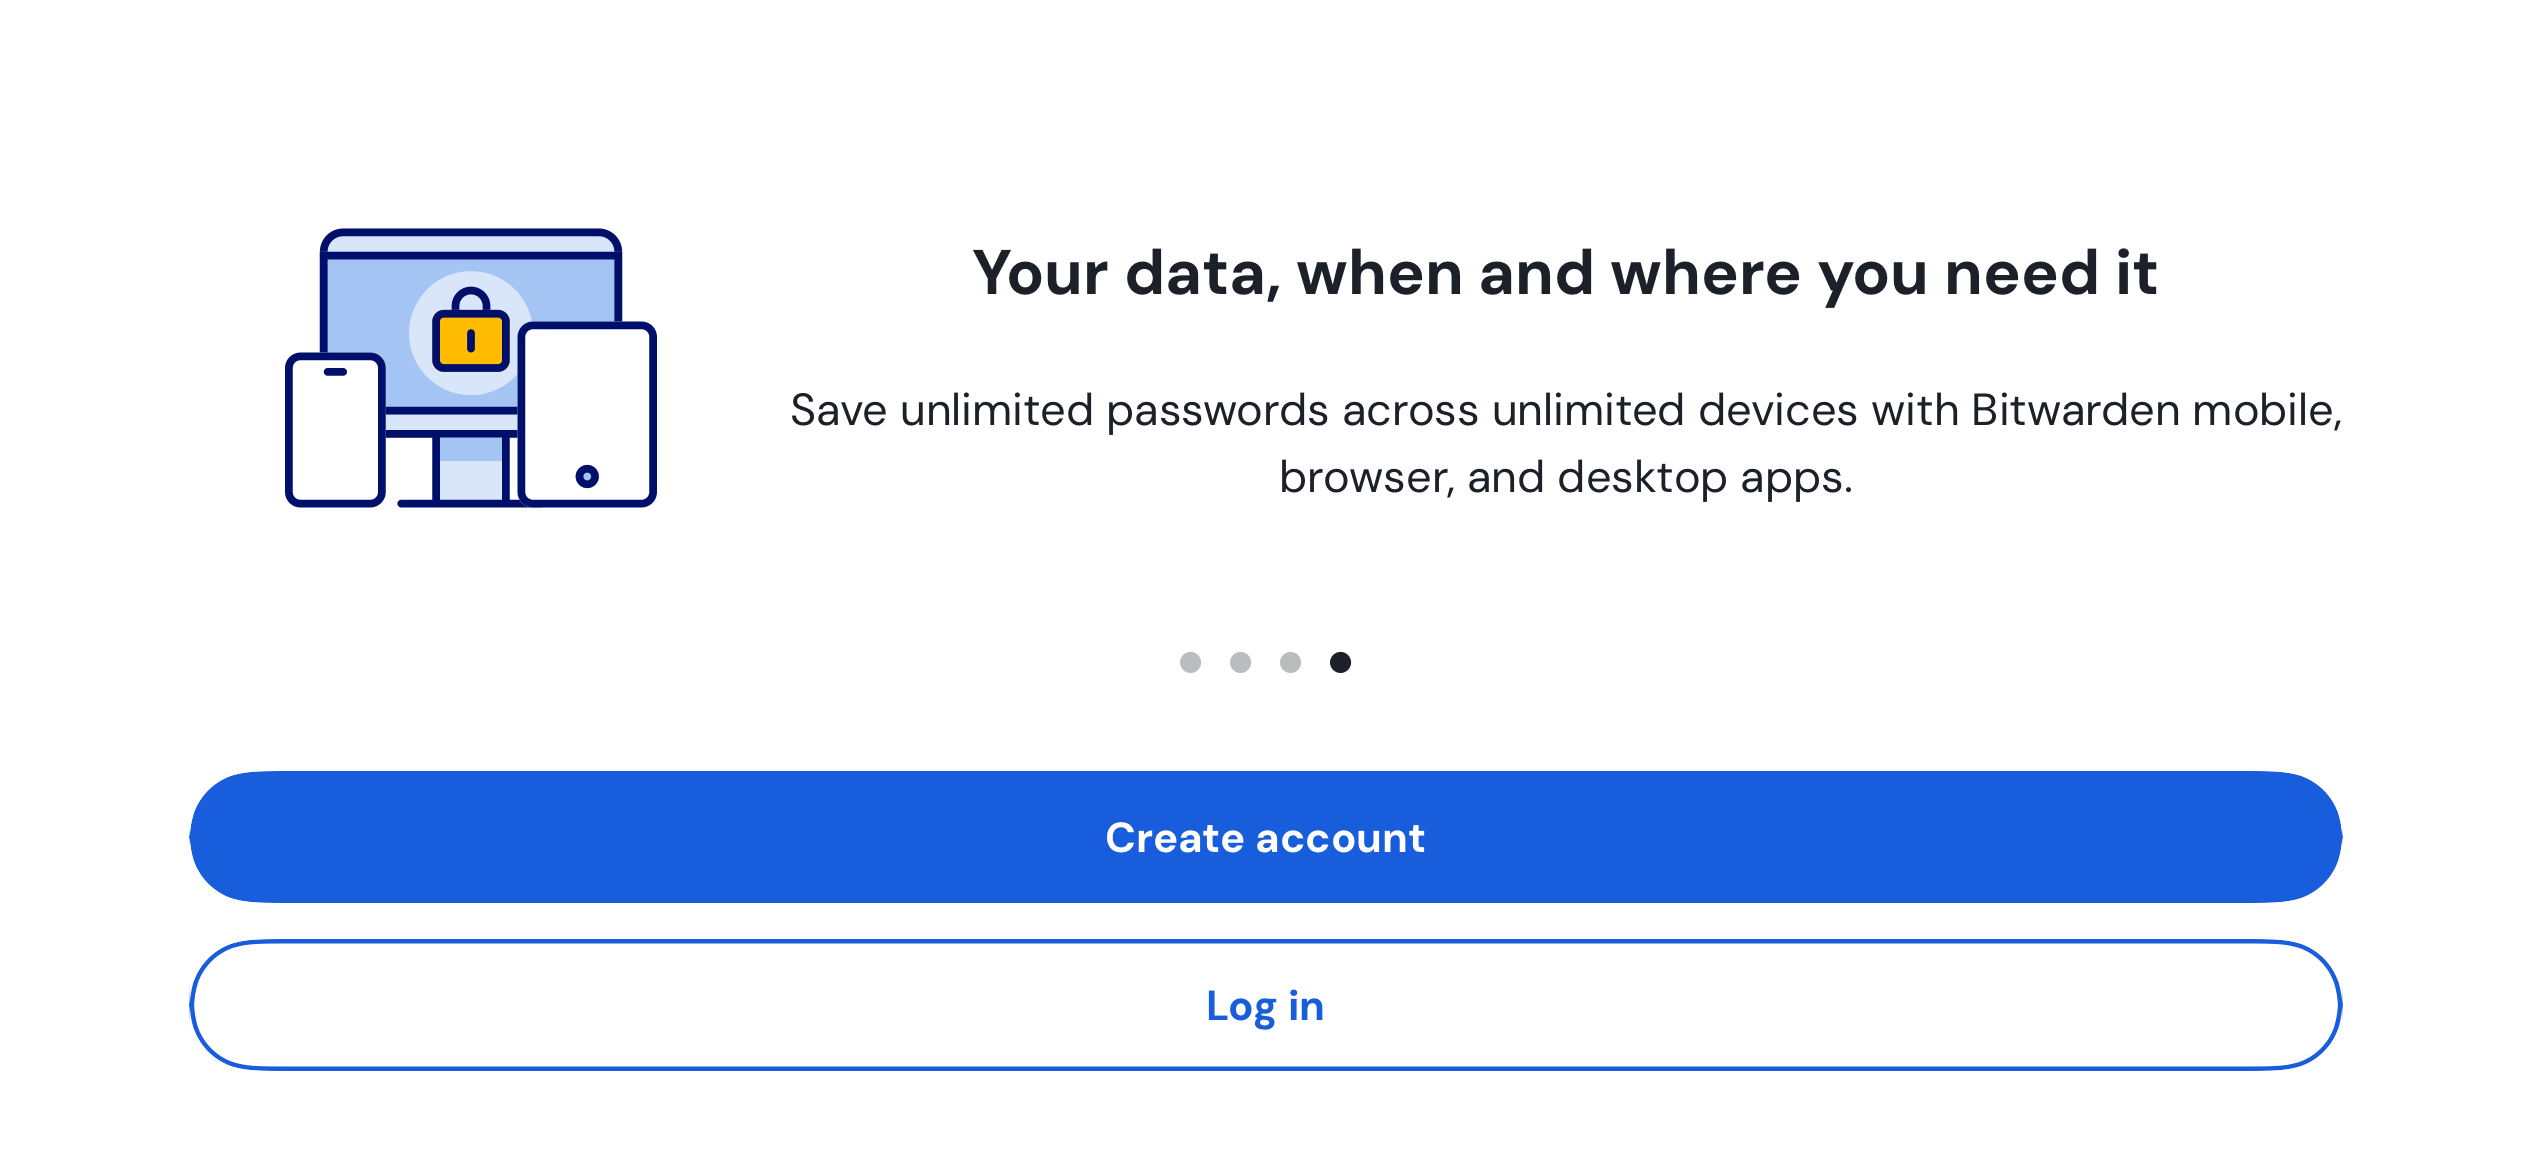 Your data, when and where you need it
Save unlimited passwords across unlimited devices with Bitwarden mobile,
browser, and desktop apps.
Create account
Log in